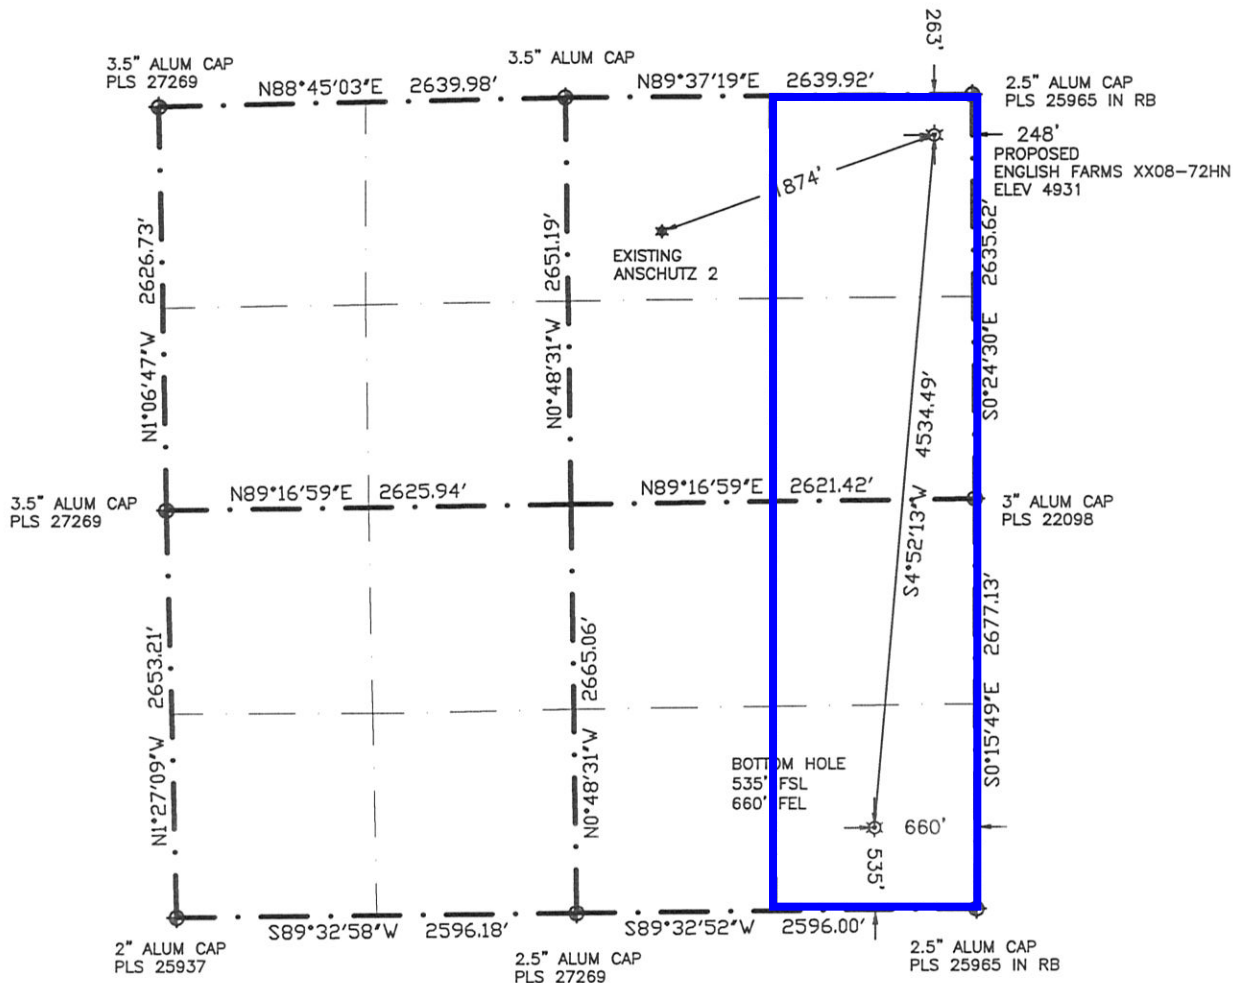 263'
3.5" ALUM CAP
PLS 27269
N88°45'03"E 2639.98'
3.5" ALUM CAP
N89°37'19"E 2639.92'
2.5" ALUM CAP
PLS 25965 IN RB
248'
PROPOSED
ENGLISH FARMS XX08-72HN
ELEV 4931
1874'
EXISTING
ANSCHUTZ 2
N1°06'47"W 2626.73'
N0°48'31"W 2651.19'
S0°24'30"E 2635.62'
S4°52'13"W 4534.49'
3.5" ALUM CAP
PLS 27269
N89°16'59"E 2625.94'
N89°16'59"E 2621.42'
3" ALUM CAP
PLS 22098
N1°27'09"W 2653.21'
N0°48'31"W 2665.06'
S0°15'49"E 2677.13'
BOTTOM HOLE
535' FSL
660' FEL
660'
535'
2" ALUM CAP
PLS 25937
S89°32'58"W 2596.18'
2.5" ALUM CAP
PLS 27269
S89°32'52"W 2596.00'
2.5" ALUM CAP
PLS 25965 IN RB